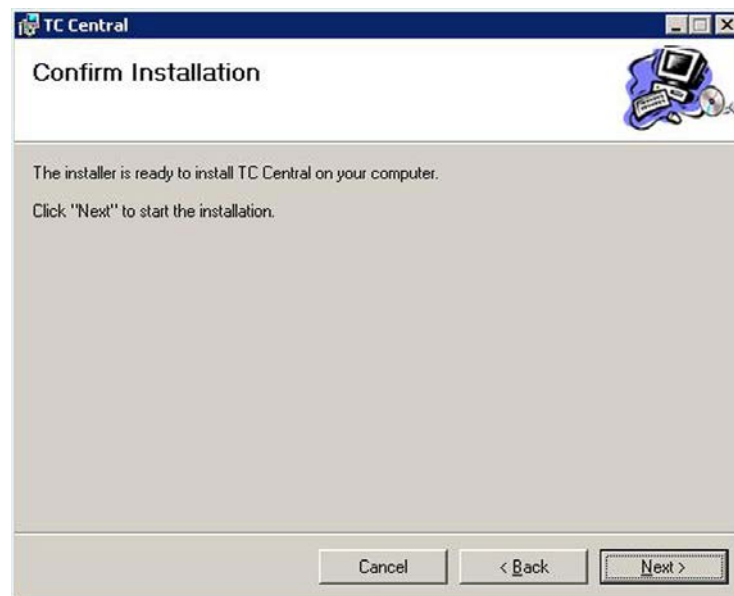 TC Central
Confirm Installation
The installer is ready to install TC Central on your computer.
Click "Next" to start the installation.
Cancel
< Back
Next >